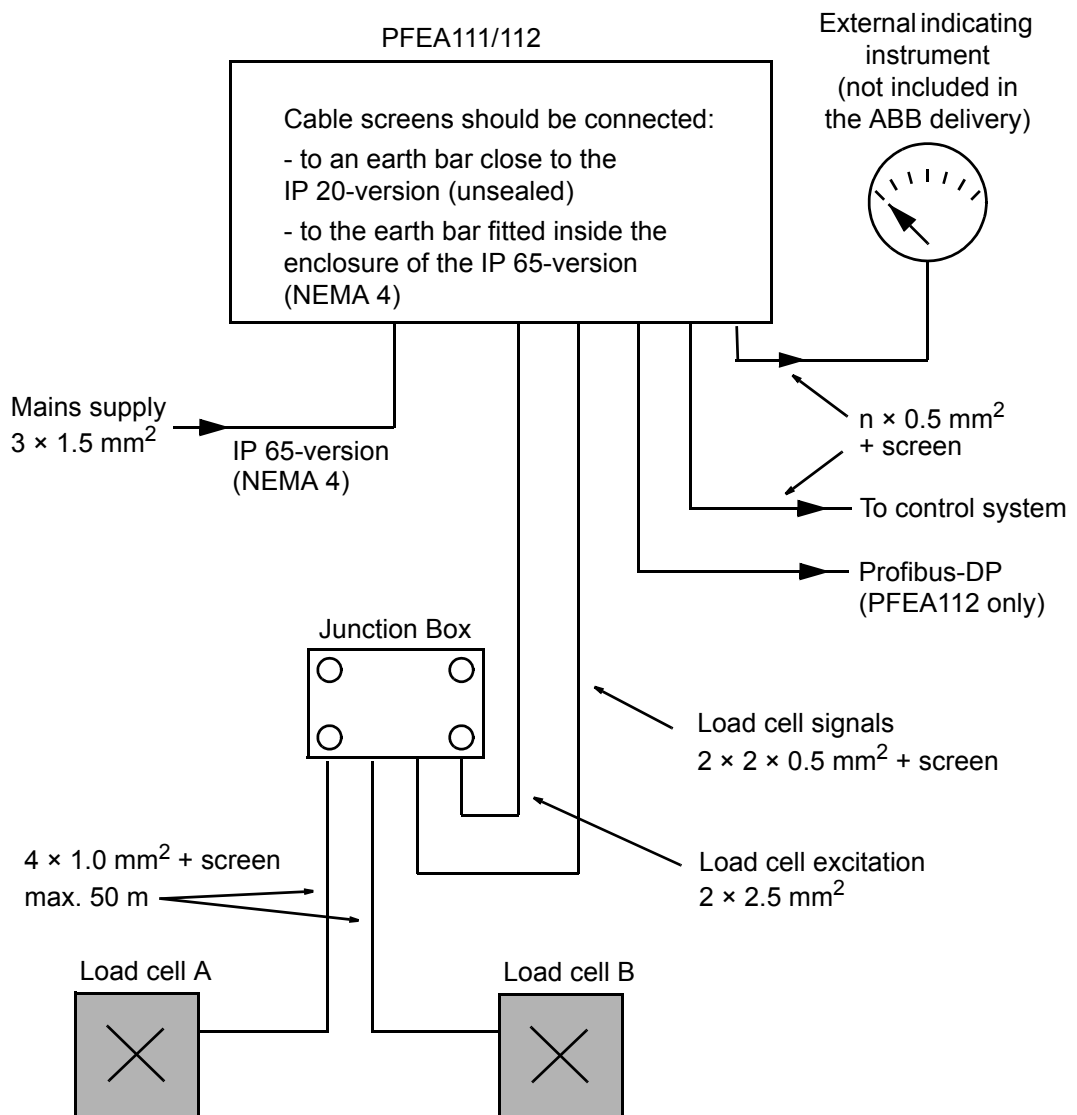 PFEA111/112
External indicating
instrument
(not included in
the ABB delivery)
Cable screens should be connected:
- to an earth bar close to the
IP 20-version (unsealed)
- to the earth bar fitted inside the
enclosure of the IP 65-version
(NEMA 4)
Mains supply
3 × 1.5 mm²
IP 65-version
(NEMA 4)
n × 0.5 mm²
+ screen
To control system
Profibus-DP
(PFEA112 only)
Junction Box
Load cell signals
2 × 2 × 0.5 mm² + screen
Load cell excitation
2 × 2.5 mm²
4 × 1.0 mm² + screen
max. 50 m
Load cell A
Load cell B